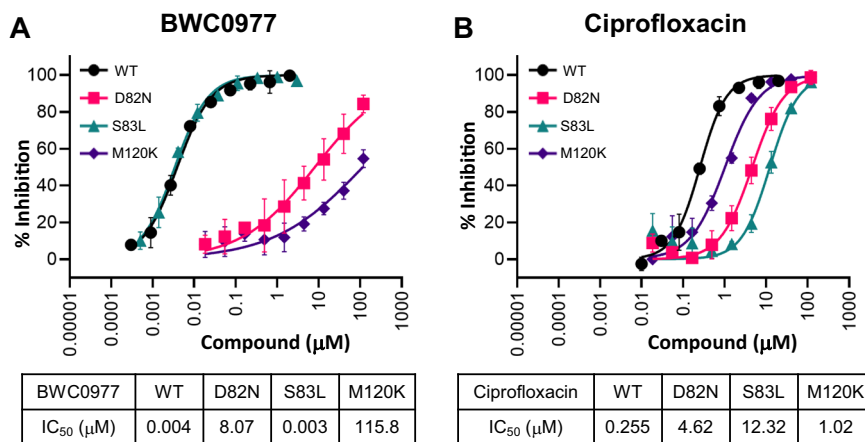 A BWC0977
WT
D82N
S83L
M120K
% Inhibition
100
80
60
40
20
0
0.00001 0.0001 0.001 0.01 0.1 1 10 100 1000
Compound (μM)
BWC0977 WT D82N S83L M120K
IC₅₀ (μM) 0.004 8.07 0.003 115.8
B Ciprofloxacin
WT
D82N
S83L
M120K
% Inhibition
100
80
60
40
20
0
0.00001 0.0001 0.001 0.01 0.1 1 10 100 1000
Compound (μM)
Ciprofloxacin WT D82N S83L M120K
IC₅₀ (μM) 0.255 4.62 12.32 1.02